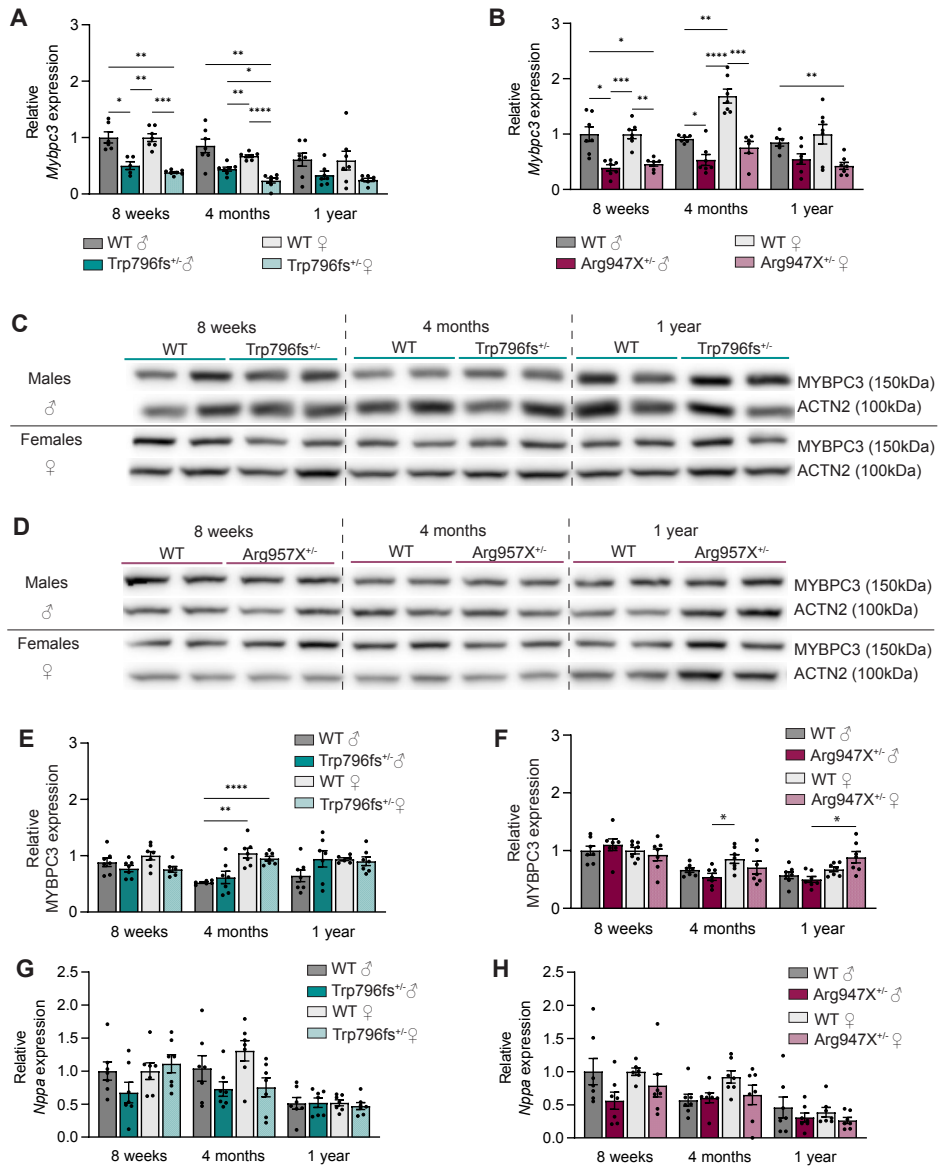 A
Relative
Mybpc3 expression
3
2
1
0
**
**
*
**
***
**
*
**
****
8 weeks
4 months
1 year
WT ♂
WT ♀
Trp796fs+/-♂
Trp796fs+/-♀
B
Relative
Mybpc3 expression
3
2
1
0
*
*
***
**
**
****
***
*
**
8 weeks
4 months
1 year
WT ♂
WT ♀
Arg947X+/-♂
Arg947X+/-♀
C
8 weeks
4 months
1 year
WT
Trp796fs+/-
WT
Trp796fs+/-
WT
Trp796fs+/-
Males
♂
MYBPC3 (150kDa)
ACTN2 (100kDa)
Females
♀
MYBPC3 (150kDa)
ACTN2 (100kDa)
D
8 weeks
4 months
1 year
WT
Arg957X+/-
WT
Arg957X+/-
WT
Arg957X+/-
Males
♂
MYBPC3 (150kDa)
ACTN2 (100kDa)
Females
♀
MYBPC3 (150kDa)
ACTN2 (100kDa)
E
Relative
MYBPC3 expression
3
2
1
0
WT ♂
Trp796fs+/-♂
WT ♀
Trp796fs+/-♀
****
**
8 weeks
4 months
1 year
F
Relative
MYBPC3 expression
3
2
1
0
WT ♂
Arg947X+/-♂
WT ♀
Arg947X+/-♀
*
*
8 weeks
4 months
1 year
G
Relative
Nppa expression
2.5
2.0
1.5
1.0
0.5
0.0
WT ♂
Trp796fs+/-♂
WT ♀
Trp796fs+/-♀
8 weeks
4 months
1 year
H
Relative
Nppa expression
2.5
2.0
1.5
1.0
0.5
0.0
WT ♂
Arg947X+/-♂
WT ♀
Arg947X+/-♀
8 weeks
4 months
1 year